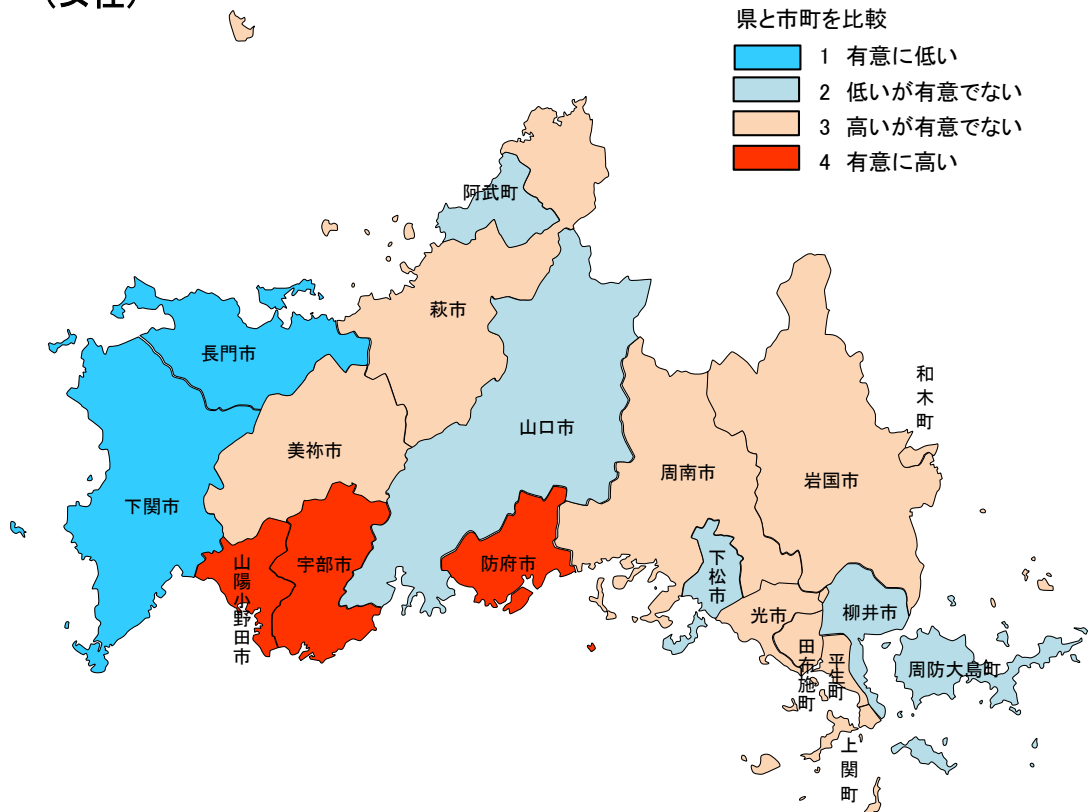 県と市町を比較
1 有意に低い
2 低いが有意でない
3 高いが有意でない
4 有意に高い
阿武町
萩市
長門市
和木町
山口市
美祢市
周南市
岩国市
下関市
山陽小野田市
宇部市
防府市
下松市
光市
柳井市
田布施町
平生町
周防大島町
上関町